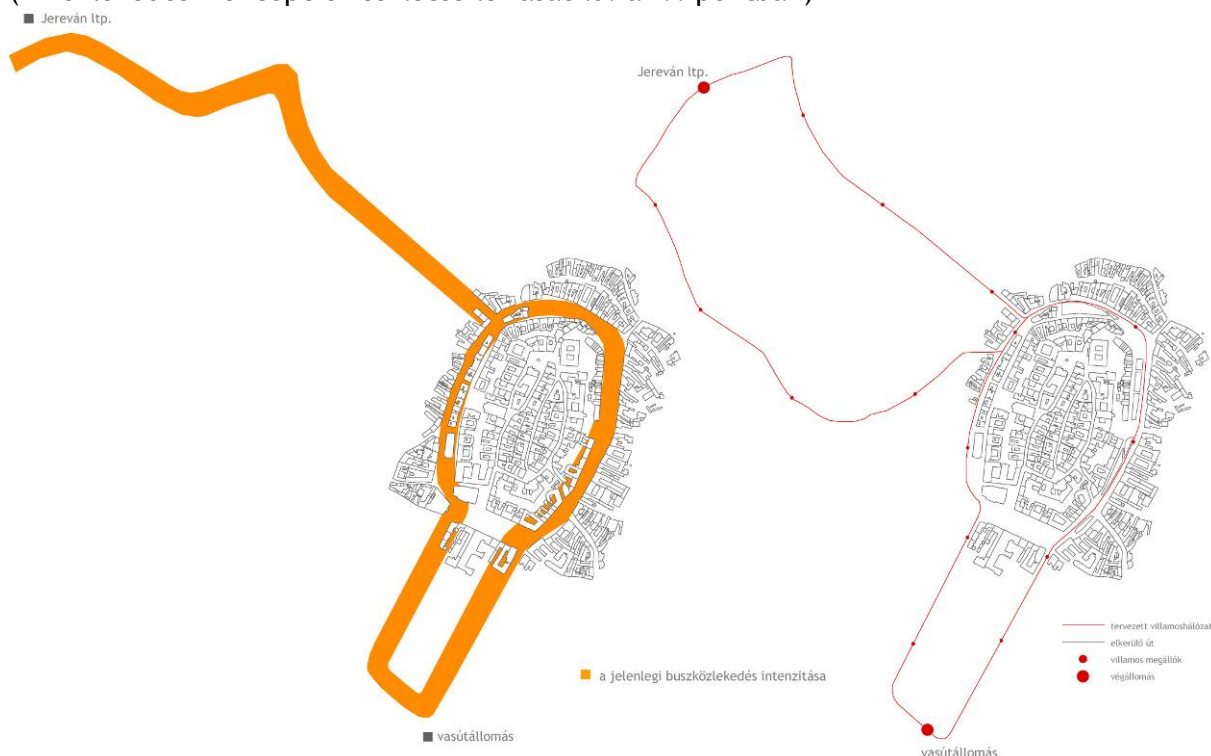 Jereván ltp.
Jereván ltp.
a jelenlegi buszközlekedés intenzitása
vasútállomás
tervezett villamoshálózat
elkerülő út
villamos megállók
végállomás
vasútállomás